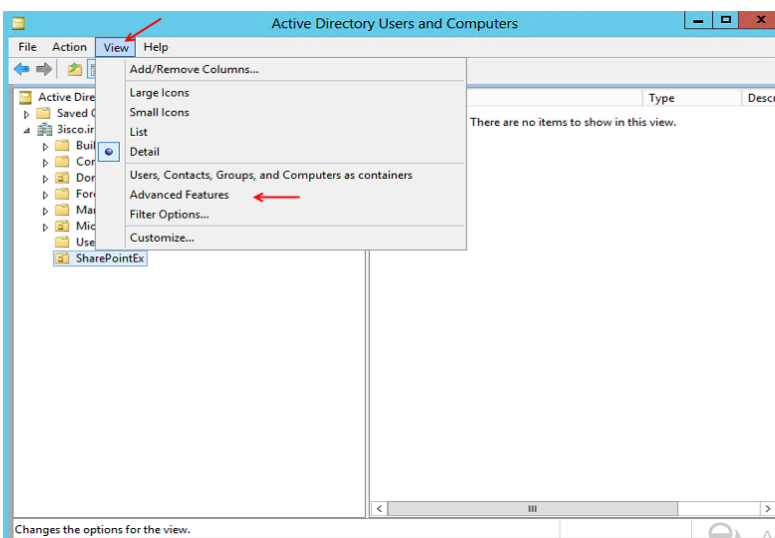 Active Directory Users and Computers
File Action View Help
Add/Remove Columns...
Large Icons
Small Icons
List
Detail
Users, Contacts, Groups, and Computers as containers
Advanced Features
Filter Options...
Customize...
Active Dire
Saved
3isco.ir
Buil
Cor
Dor
Fore
Mar
Mic
Use
SharePointEx
Type Descr
There are no items to show in this view.
Changes the options for the view.